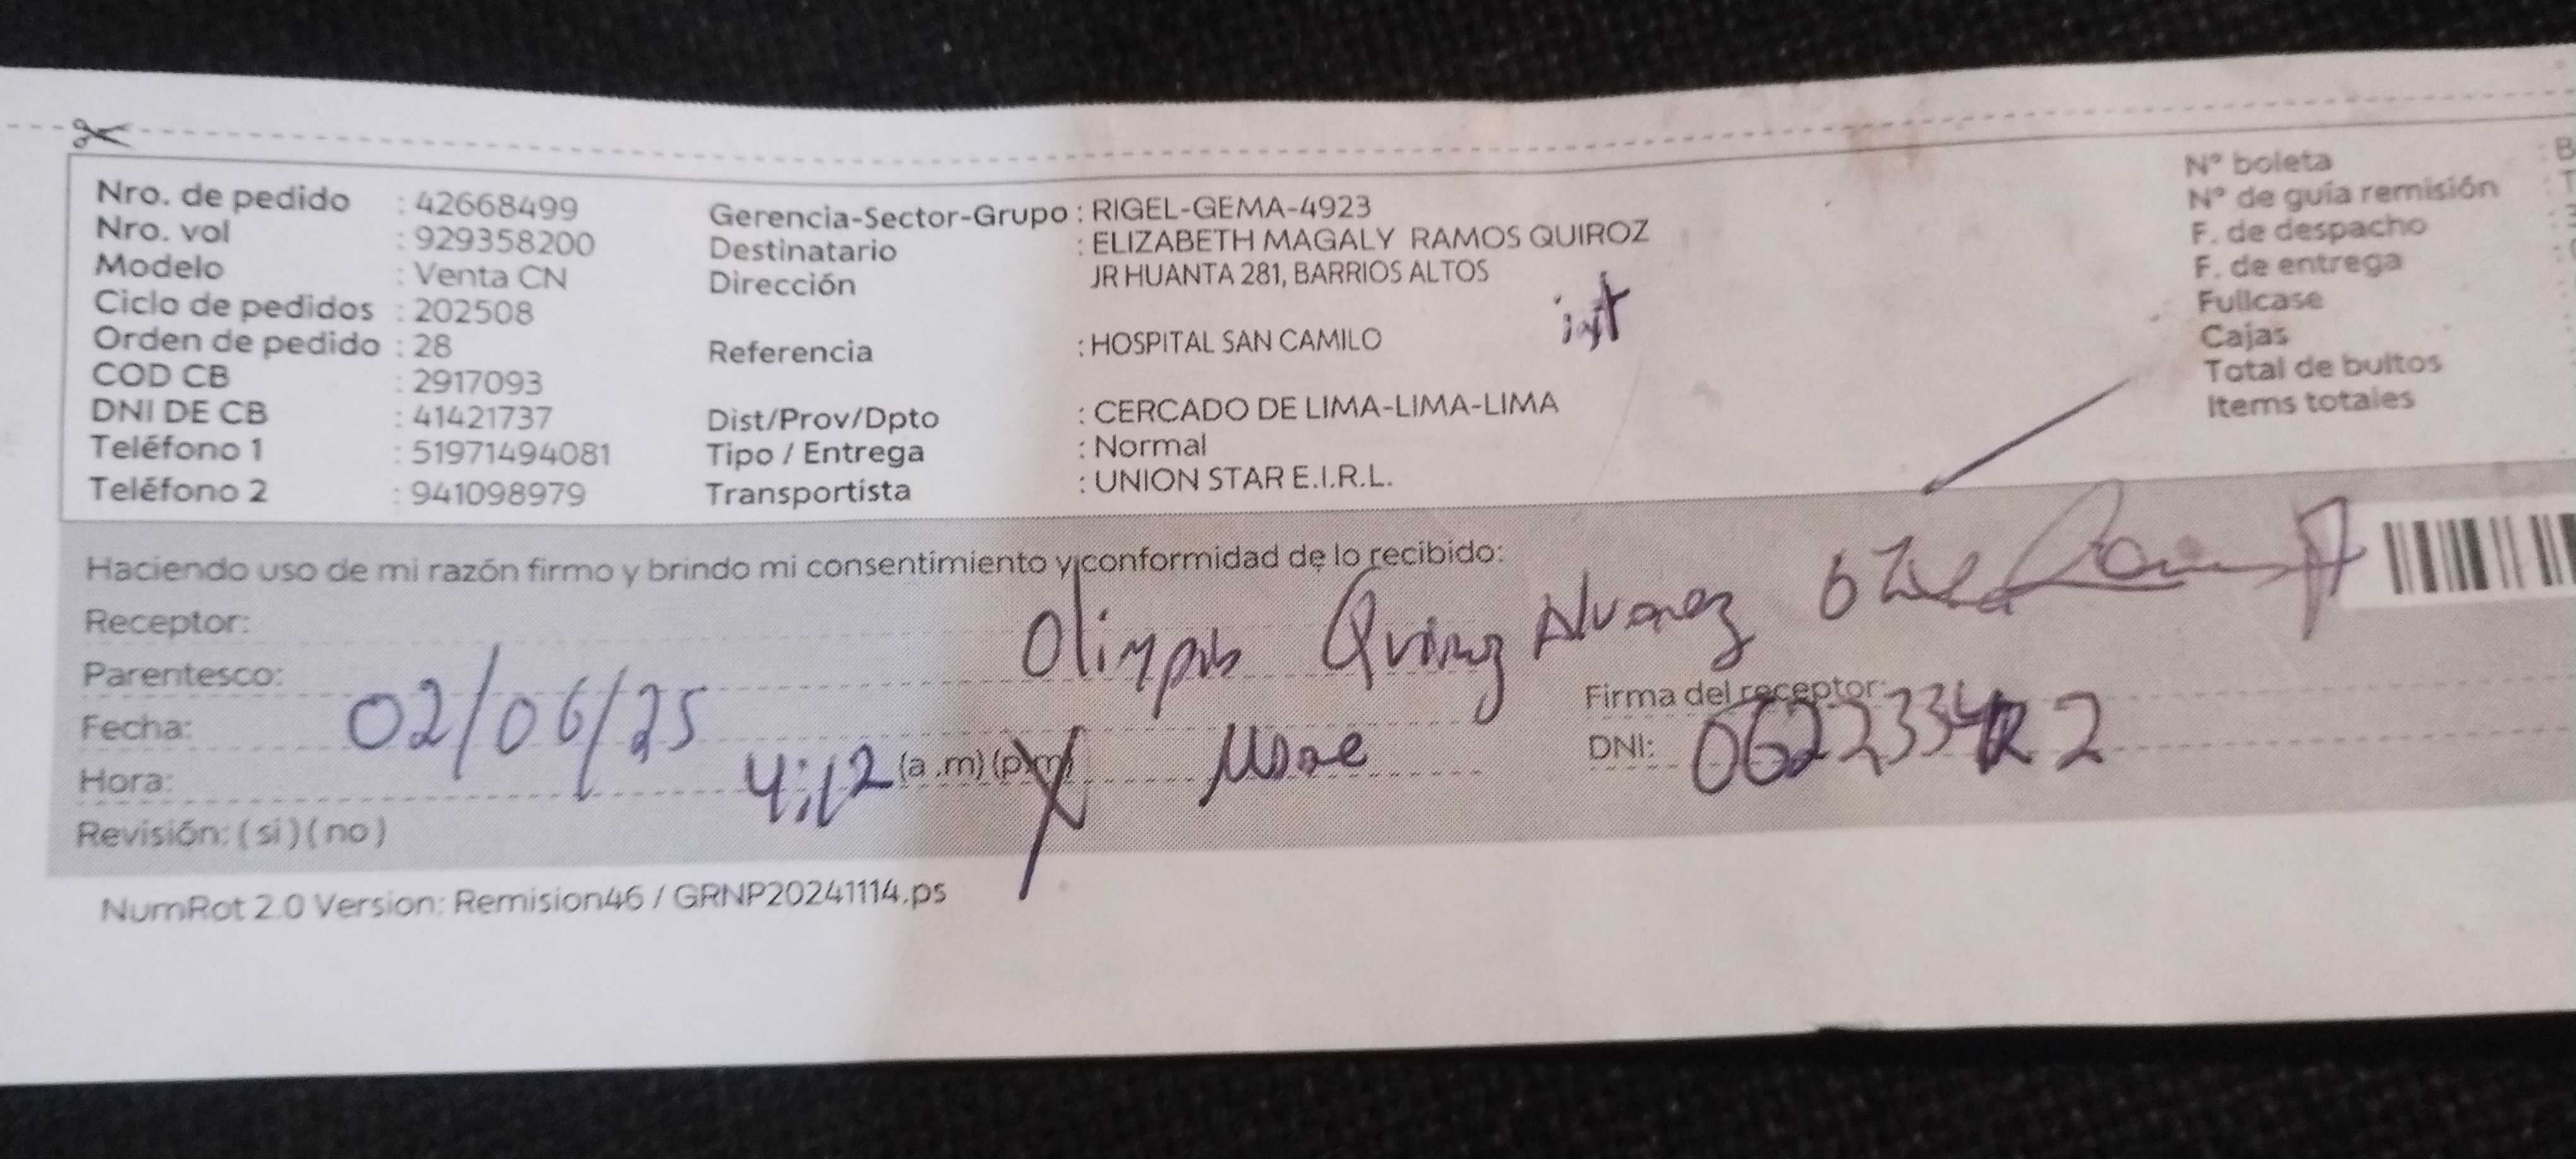 Nro. de pedido : 42668499
Nro. vol : 929358200
Modelo : Venta CN
Ciclo de pedidos : 202508
Orden de pedido : 28
COD CB : 2917093
DNI DE CB : 41421737
Teléfono 1 : 51971494081
Teléfono 2 : 941098979
Gerencia-Sector-Grupo : RIGEL-GEMA-4923
Destinatario : ELIZABETH MAGALY RAMOS QUIROZ
Dirección JR HUANTA 281, BARRIOS ALTOS
int
Referencia : HOSPITAL SAN CAMILO
Dist/Prov/Dpto : CERCADO DE LIMA-LIMA-LIMA
Tipo / Entrega : Normal
Transportista : UNION STAR E.I.R.L.
N° boleta : B
N° de guía remisión : T
F. de despacho
F. de entrega
Fullcase
Cajas
Total de bultos
Items totales
Haciendo uso de mi razón firmo y brindo mi consentimiento y conformidad de lo recibido:
Receptor: Quiroz Alvarez
Parentesco:
Firma del receptor:
Fecha: 02/06/25
DNI:
Hora: 4:12 (a .m) (p.m)
Revisión: ( si ) ( no )
NumRot 2.0 Version: Remision46 / GRNP20241114.ps